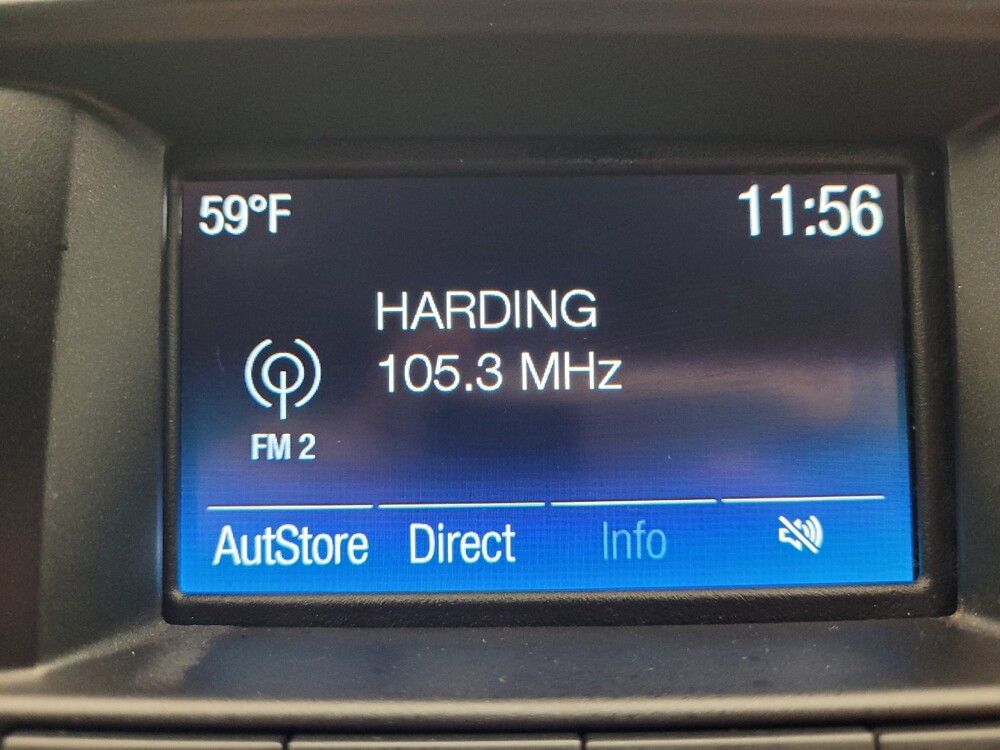 59°F 11:56
HARDING
105.3 MHz
FM 2
AutStore Direct Info